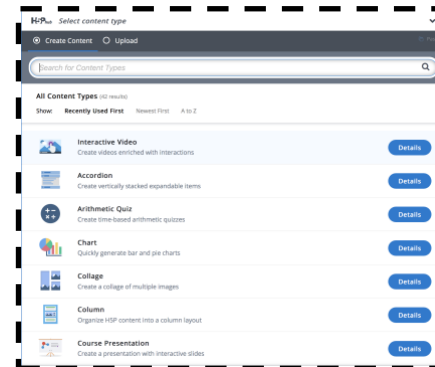 H5P Hub Select content type
Create Content Upload
Search for Content Types
All Content Types (42 results)
Show: Recently Used First Newest First A to Z
Interactive Video
Create videos enriched with interactions
Details
Accordion
Create vertically stacked expandable items
Details
Arithmetic Quiz
Create time-based arithmetic quizzes
Details
Chart
Quickly generate bar and pie charts
Details
Collage
Create a collage of multiple images
Details
Column
Organize H5P content into a column layout
Details
Course Presentation
Create a presentation with interactive slides
Details